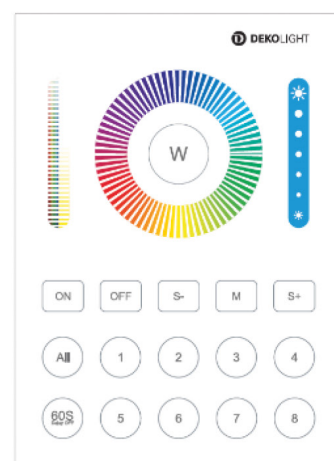 DEKOLIGHT
W
ON OFF S- M S+
All 1 2 3 4
60S 5 6 7 8